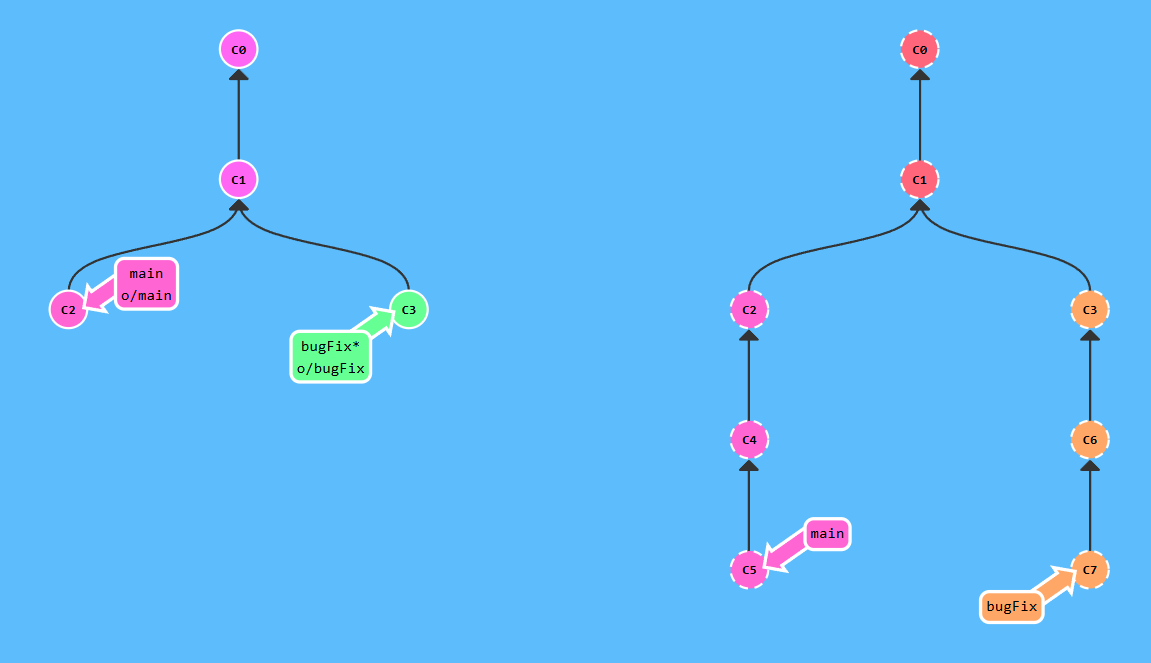 C0
C1
main
o/main
C2
C3
bugFix*
o/bugFix
C0
C1
C2
C3
C4
C6
main
C5
C7
bugFix